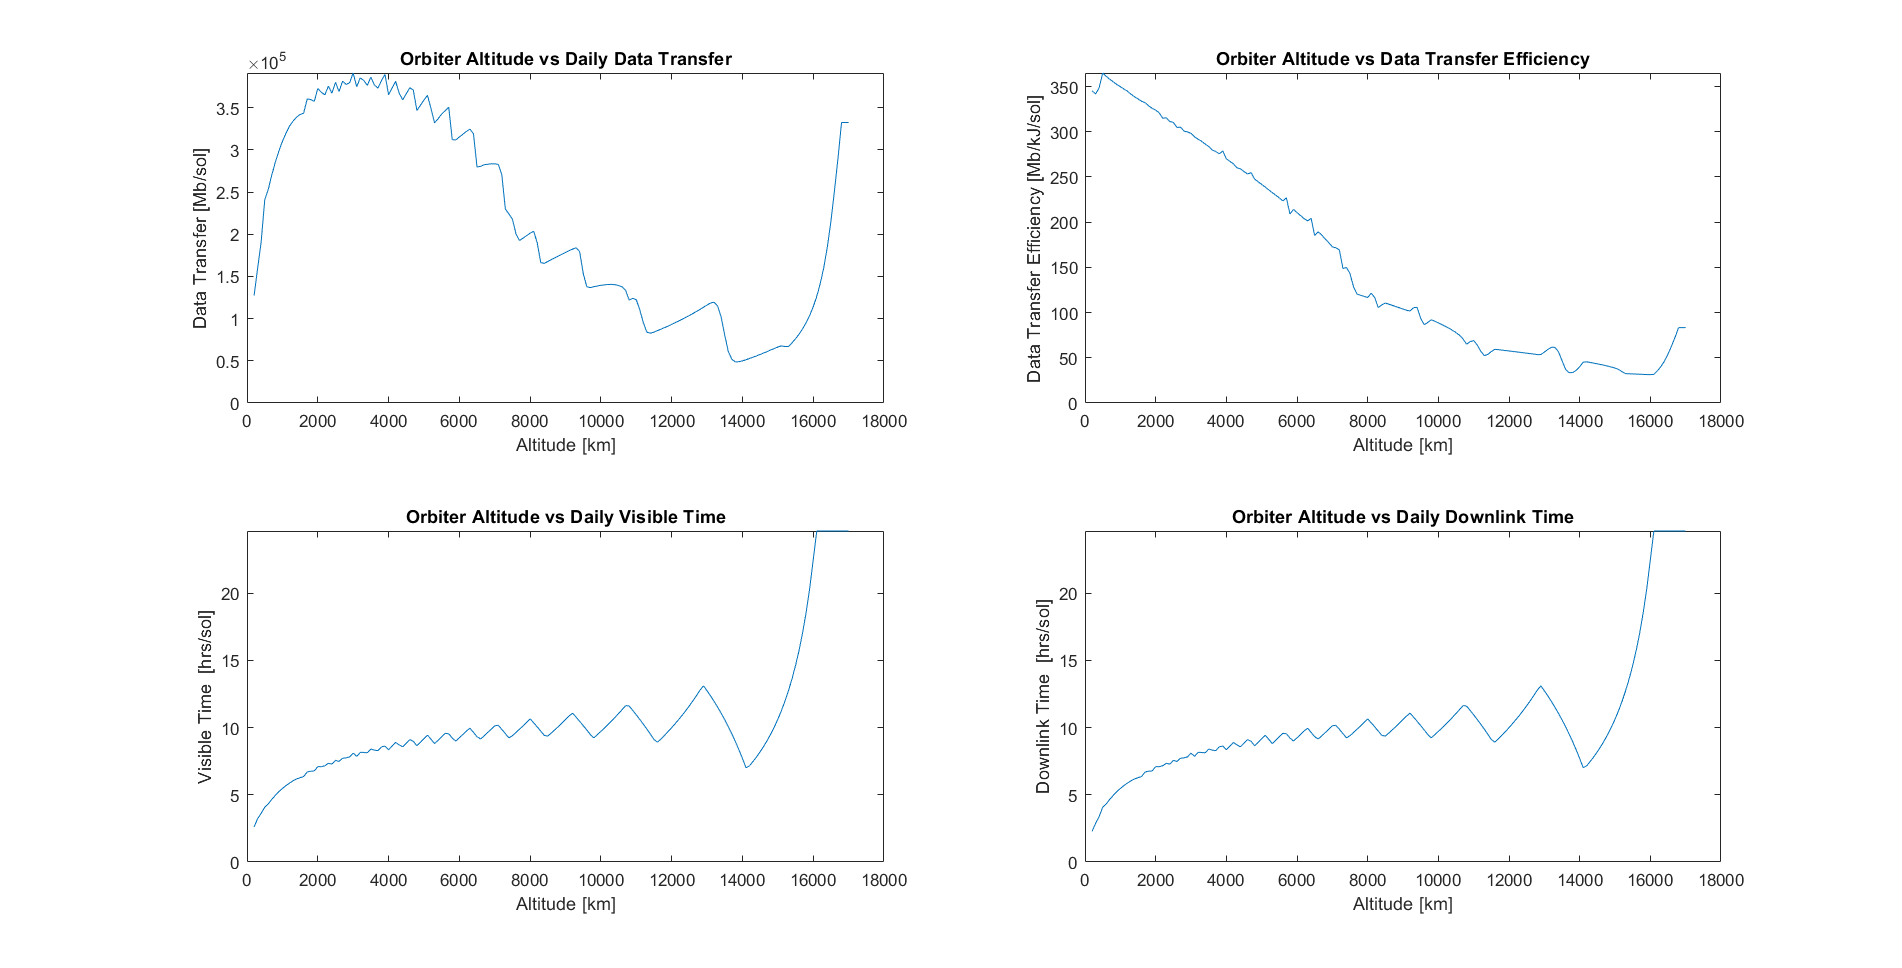 Orbiter Altitude vs Daily Data Transfer
×10^5
Data Transfer [Mb/sol]
3.5
3
2.5
2
1.5
1
0.5
0
0 2000 4000 6000 8000 10000 12000 14000 16000 18000
Altitude [km]
Orbiter Altitude vs Data Transfer Efficiency
Data Transfer Efficiency [Mb/kJ/sol]
350
300
250
200
150
100
50
0
0 2000 4000 6000 8000 10000 12000 14000 16000 18000
Altitude [km]
Orbiter Altitude vs Daily Visible Time
Visible Time [hrs/sol]
20
15
10
5
0
0 2000 4000 6000 8000 10000 12000 14000 16000 18000
Altitude [km]
Orbiter Altitude vs Daily Downlink Time
Downlink Time [hrs/sol]
20
15
10
5
0
0 2000 4000 6000 8000 10000 12000 14000 16000 18000
Altitude [km]